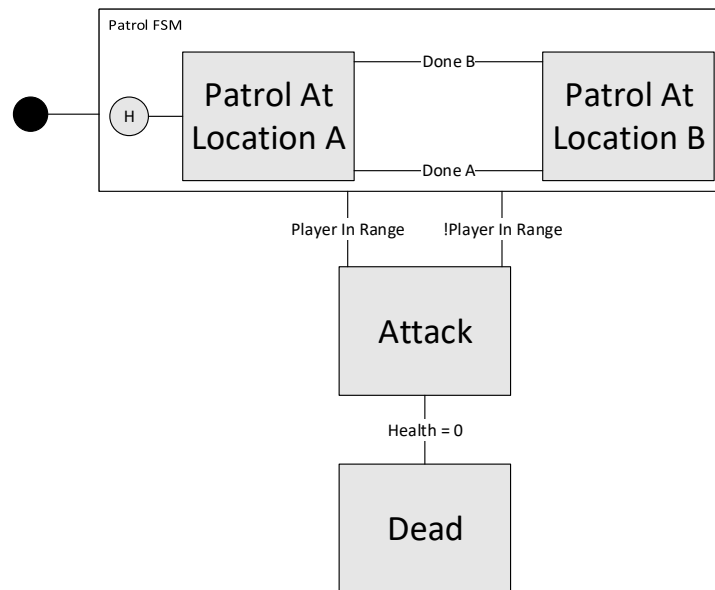 Patrol FSM
Done B
Patrol At
Location A
Patrol At
Location B
H
Done A
Player In Range
!Player In Range
Attack
Health = 0
Dead